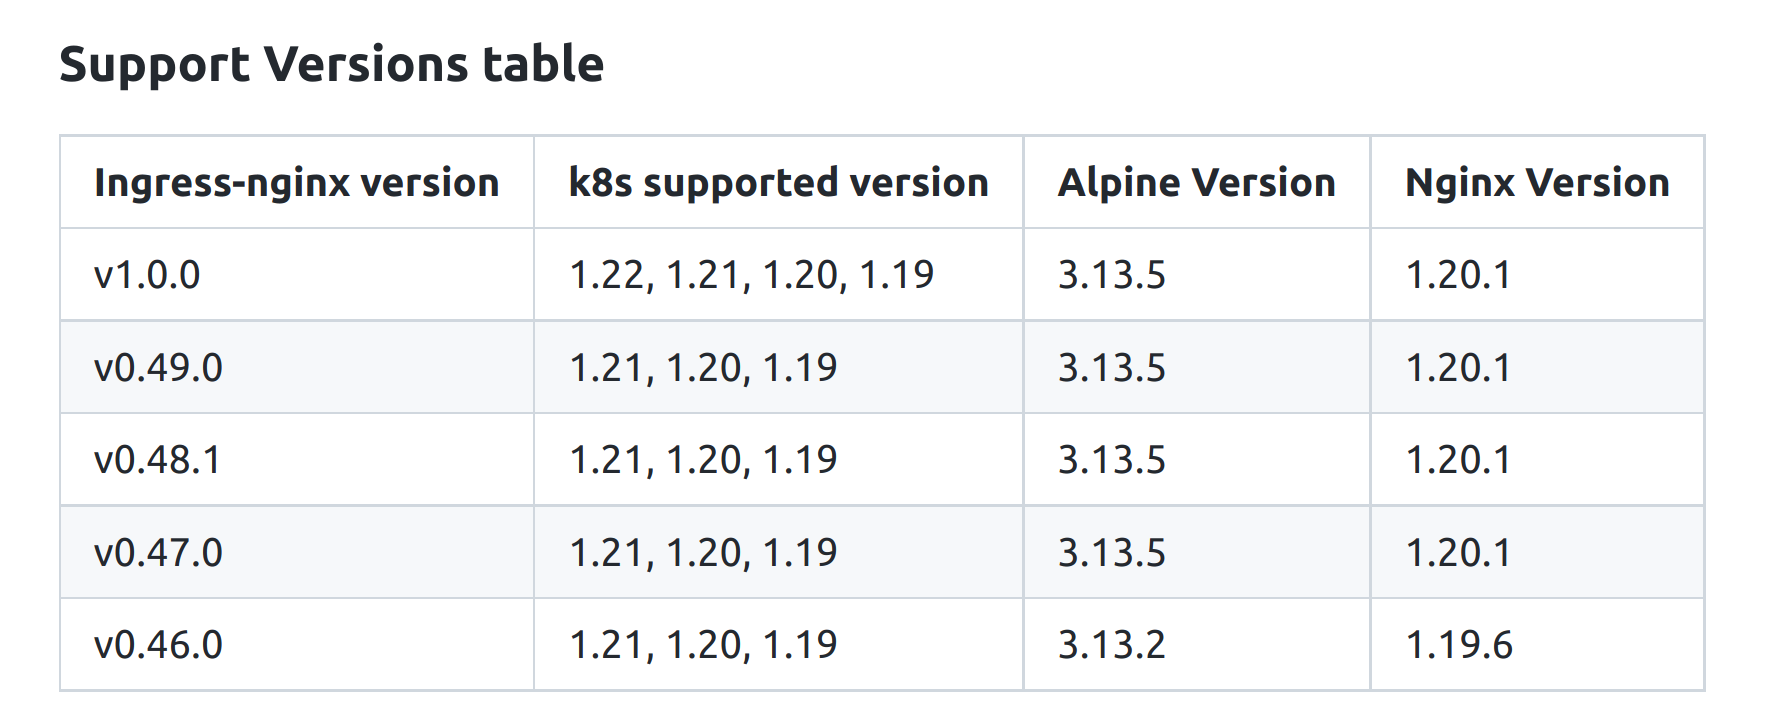 Support Versions table
Ingress-nginx version k8s supported version Alpine Version Nginx Version
v1.0.0 1.22, 1.21, 1.20, 1.19 3.13.5 1.20.1
v0.49.0 1.21, 1.20, 1.19 3.13.5 1.20.1
v0.48.1 1.21, 1.20, 1.19 3.13.5 1.20.1
v0.47.0 1.21, 1.20, 1.19 3.13.5 1.20.1
v0.46.0 1.21, 1.20, 1.19 3.13.2 1.19.6